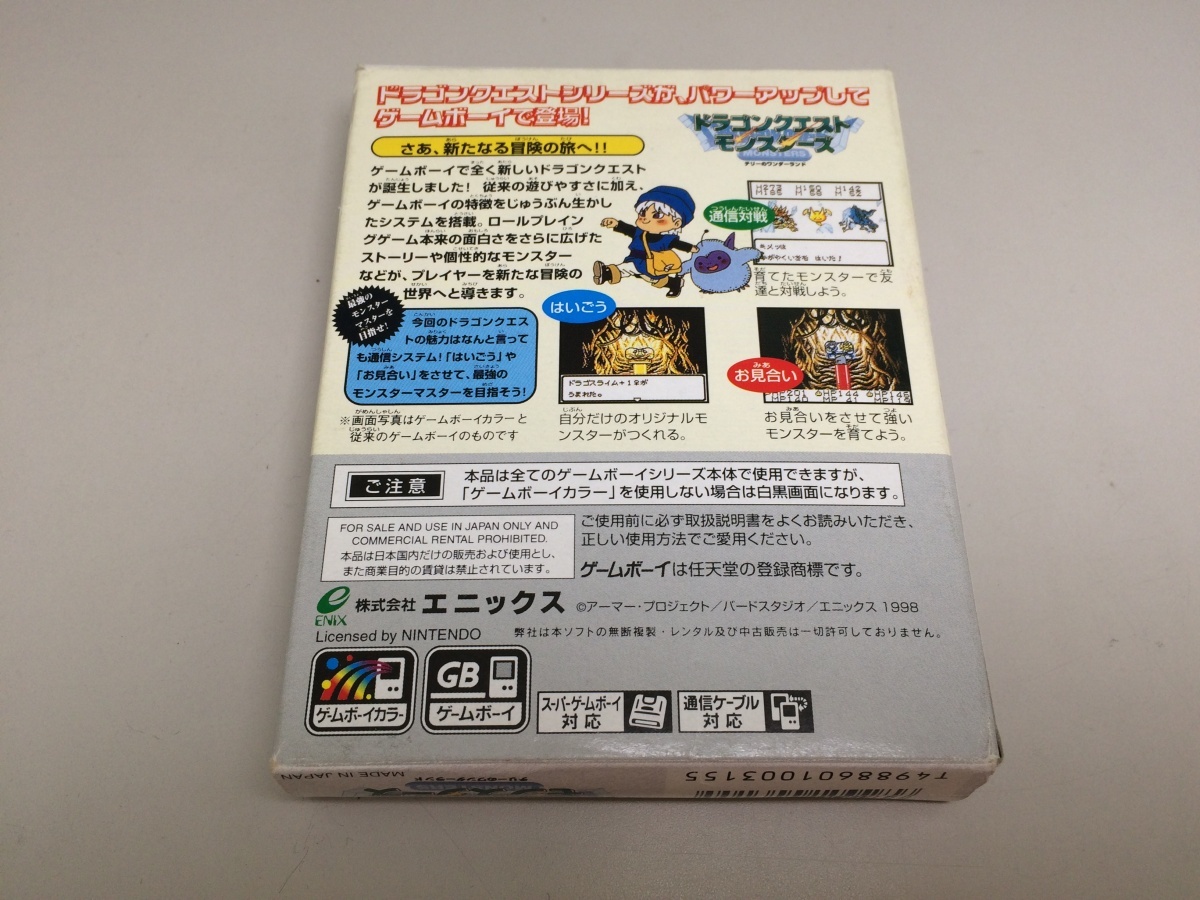 ドラゴンクエストシリーズが、パワーアップして
ゲームボーイで登場!
さあ、新たなる冒険の旅へ!!
ドラゴンクエスト
モンスターズ
MONSTERS
テリーのワンダーランド
ゲームボーイで全く新しいドラゴンクエスト
が誕生しました! 従来の遊びやすさに加え、
ゲームボーイの特徴をじゅうぶん生かし
たシステムを搭載。ロールプレイン
グゲーム本来の面白さをさらに広げた
ストーリーや個性的なモンスター
などが、プレイヤーを新たな冒険の
世界へと導きます。
通信対戦
育てたモンスターで友
達と対戦しよう。
最強の
モンスター
マスターを
目指せ!
今回のドラゴンクエス
トの魅力はなんと言って
も通信システム!「はいごう」や
「お見合い」をさせて、最強の
モンスターマスターを目指そう!
※画面写真はゲームボーイカラーと
従来のゲームボーイのものです
はいごう
ドラゴスライム+1 が
うまれた。
自分だけのオリジナルモ
ンスターがつくれる。
お見合い
お見合いをさせて強い
モンスターを育てよう。
ご注意
本品は全てのゲームボーイシリーズ本体で使用できますが、
「ゲームボーイカラー」を使用しない場合は白黒画面になります。
FOR SALE AND USE IN JAPAN ONLY AND
COMMERCIAL RENTAL PROHIBITED.
本品は日本国内だけの販売および使用とし、
また商業目的の賃貸は禁止されています。
ご使用前に必ず取扱説明書をよくお読みいただき、
正しい使用方法でご愛用ください。
ゲームボーイは任天堂の登録商標です。
ENIX
株式会社 エニックス
©アーマー・プロジェクト/バードスタジオ/エニックス 1998
Licensed by NINTENDO
弊社は本ソフトの無断複製・レンタル及び中古販売は一切許可しておりません。
ゲームボーイカラー
GB
ゲームボーイ
スーパーゲームボーイ
対応
通信ケーブル
対応
MADE IN JAPAN
テリーのワンダーランド
T4988601003155